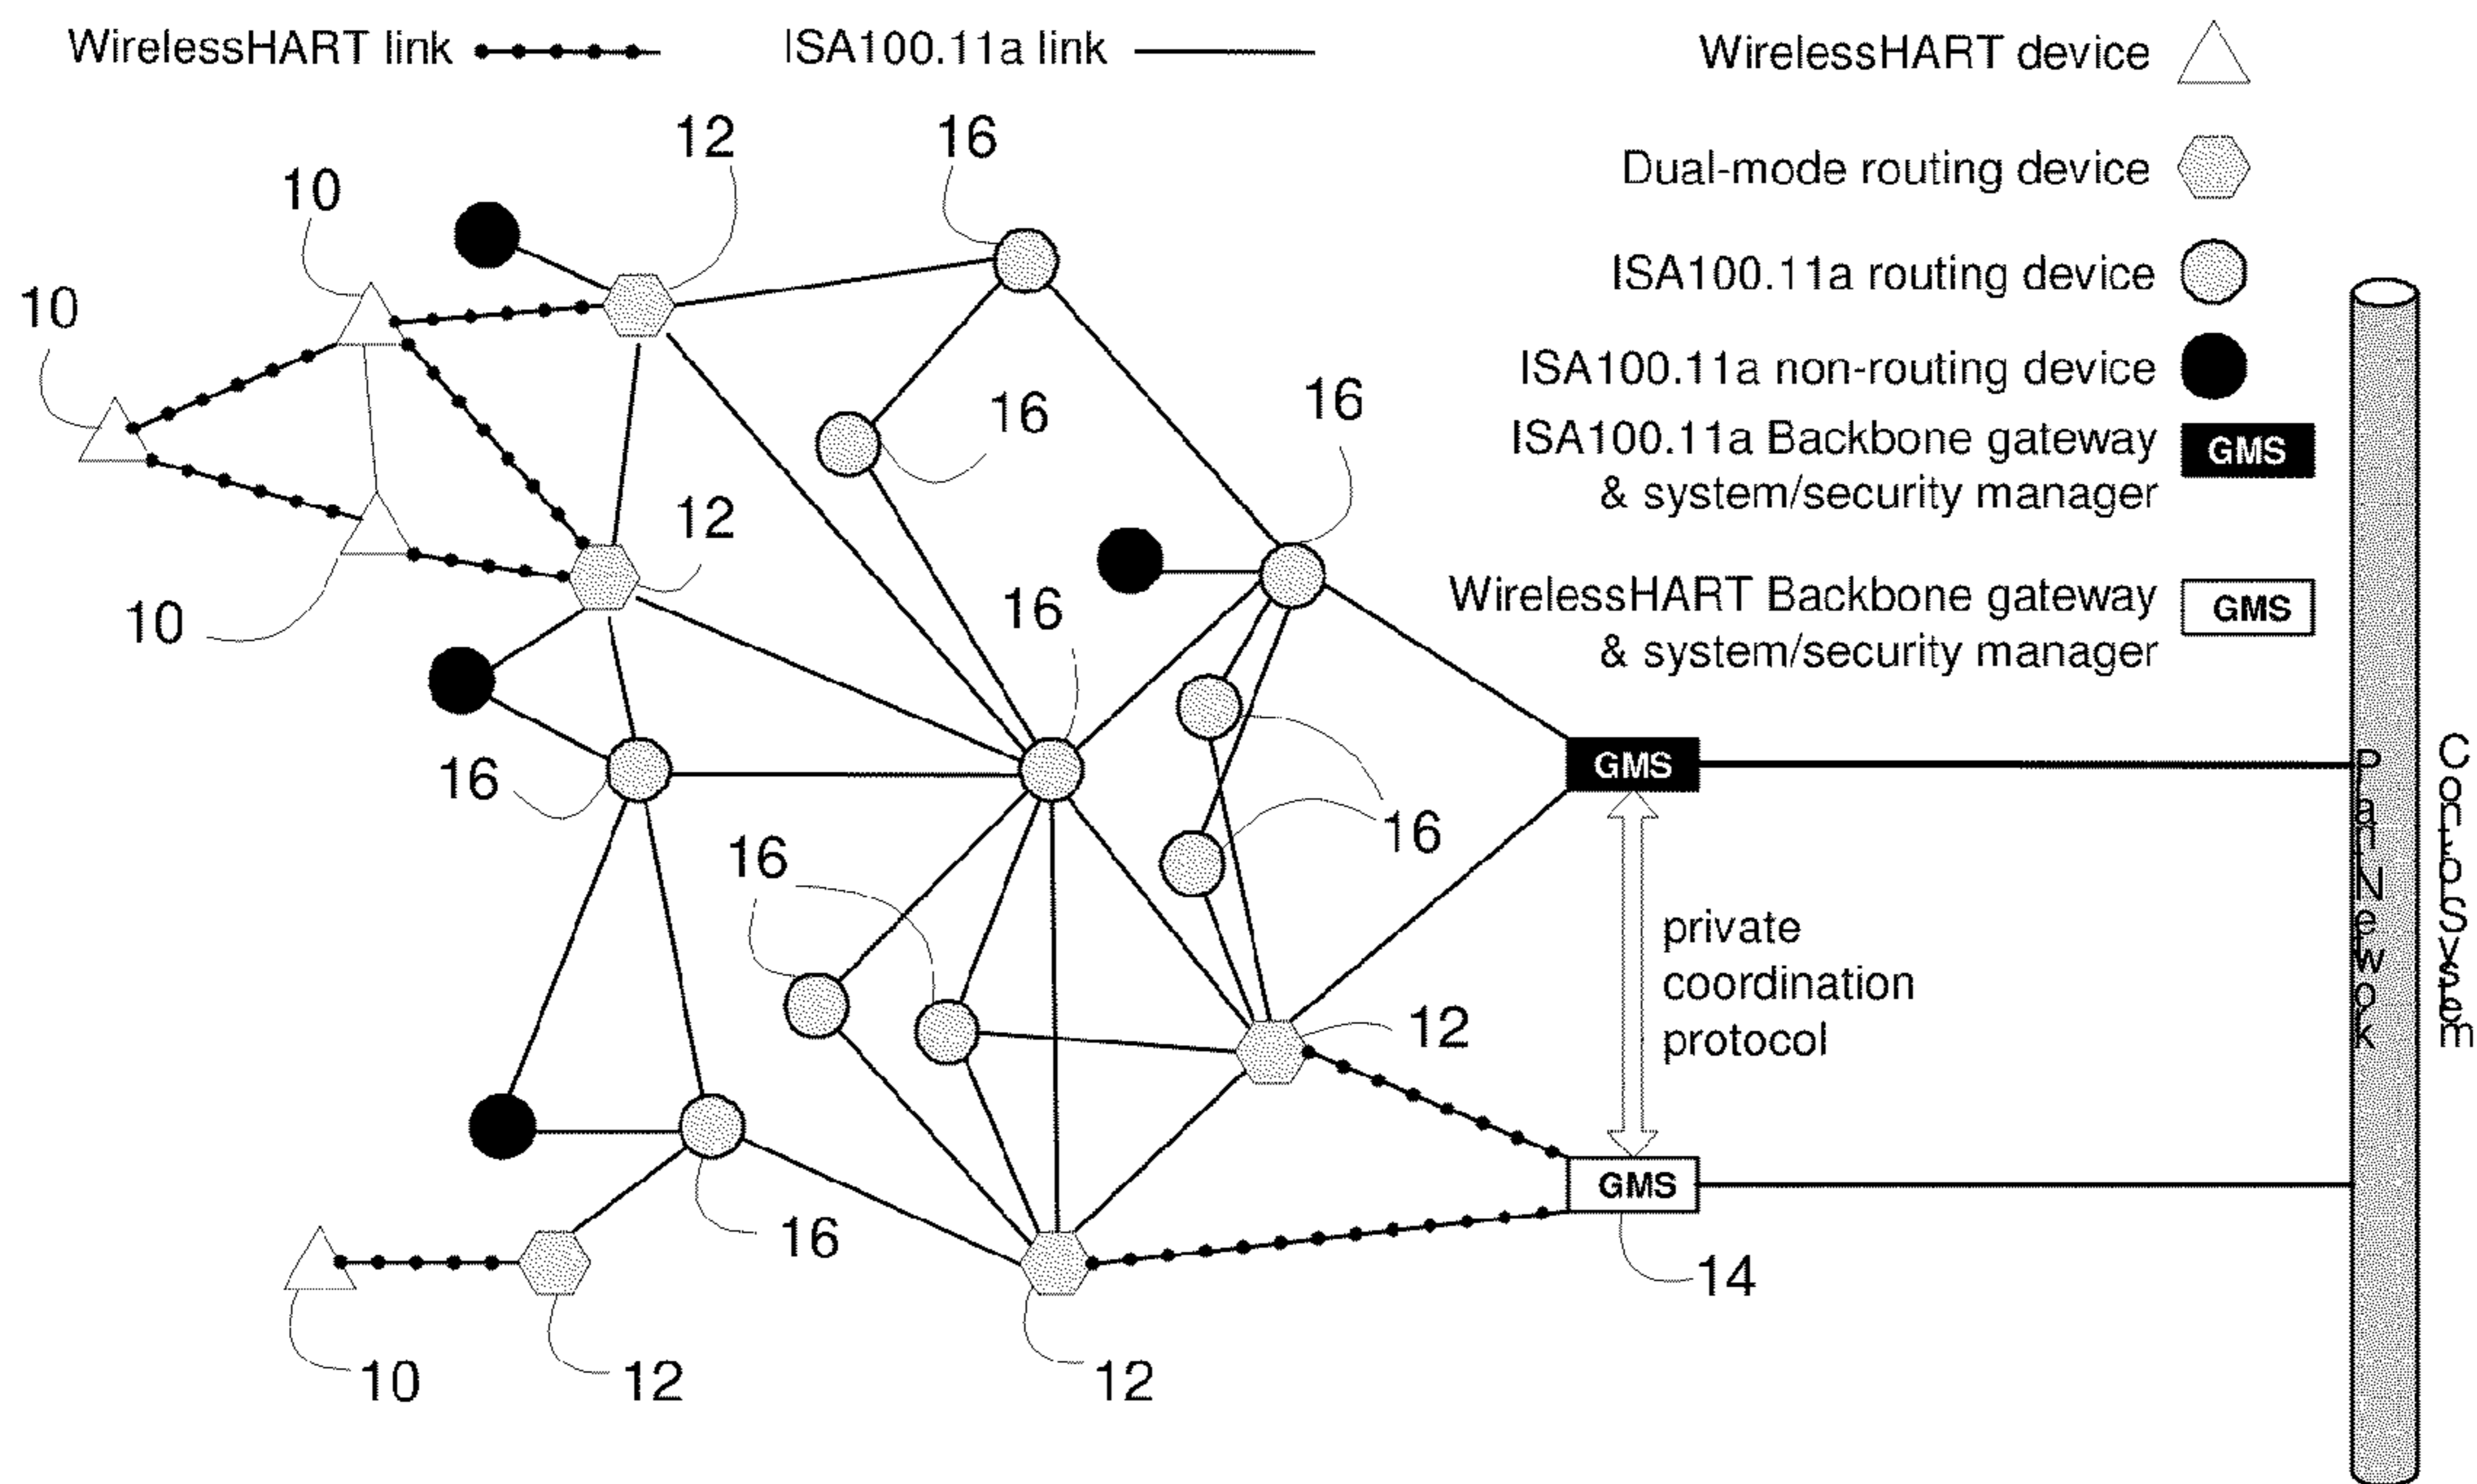 WirelessHART link
ISA100.11a link
WirelessHART device
Dual-mode routing device
ISA100.11a routing device
ISA100.11a non-routing device
ISA100.11a Backbone gateway
& system/security manager
GMS
WirelessHART Backbone gateway
& system/security manager
GMS
12
16
10
10
16
16
12
16
10
16
GMS
16
16
private
coordination
protocol
12
GMS
16
14
10
12
12
Plant Network
Control System